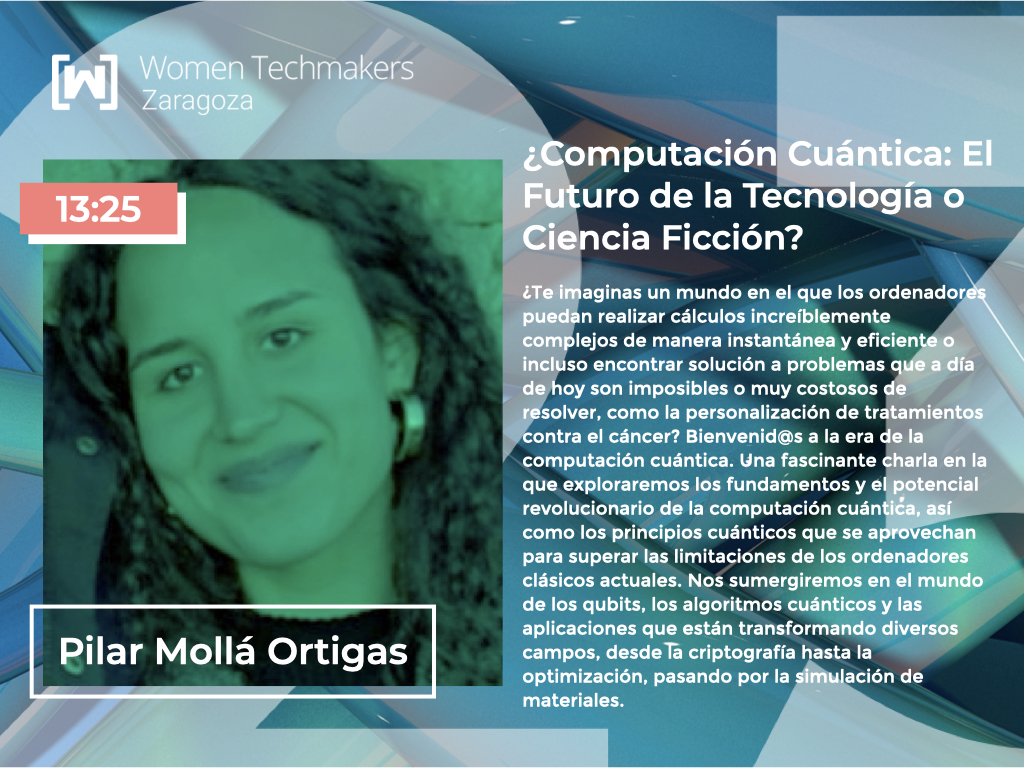 Women Techmakers
Zaragoza
13:25
Pilar Mollá Ortigas
¿Computación Cuántica: El
Futuro de la Tecnología o
Ciencia Ficción?
¿Te imaginas un mundo en el que los ordenadores
puedan realizar cálculos increíblemente
complejos de manera instantánea y eficiente o
incluso encontrar solución a problemas que a día
de hoy son imposibles o muy costosos de
resolver, como la personalización de tratamientos
contra el cáncer? Bienvenid@s a la era de la
computación cuántica. Una fascinante charla en la
que exploraremos los fundamentos y el potencial
revolucionario de la computación cuántica, así
como los principios cuánticos que se aprovechan
para superar las limitaciones de los ordenadores
clásicos actuales. Nos sumergiremos en el mundo
de los qubits, los algoritmos cuánticos y las
aplicaciones que están transformando diversos
campos, desde la criptografía hasta la
optimización, pasando por la simulación de
materiales.